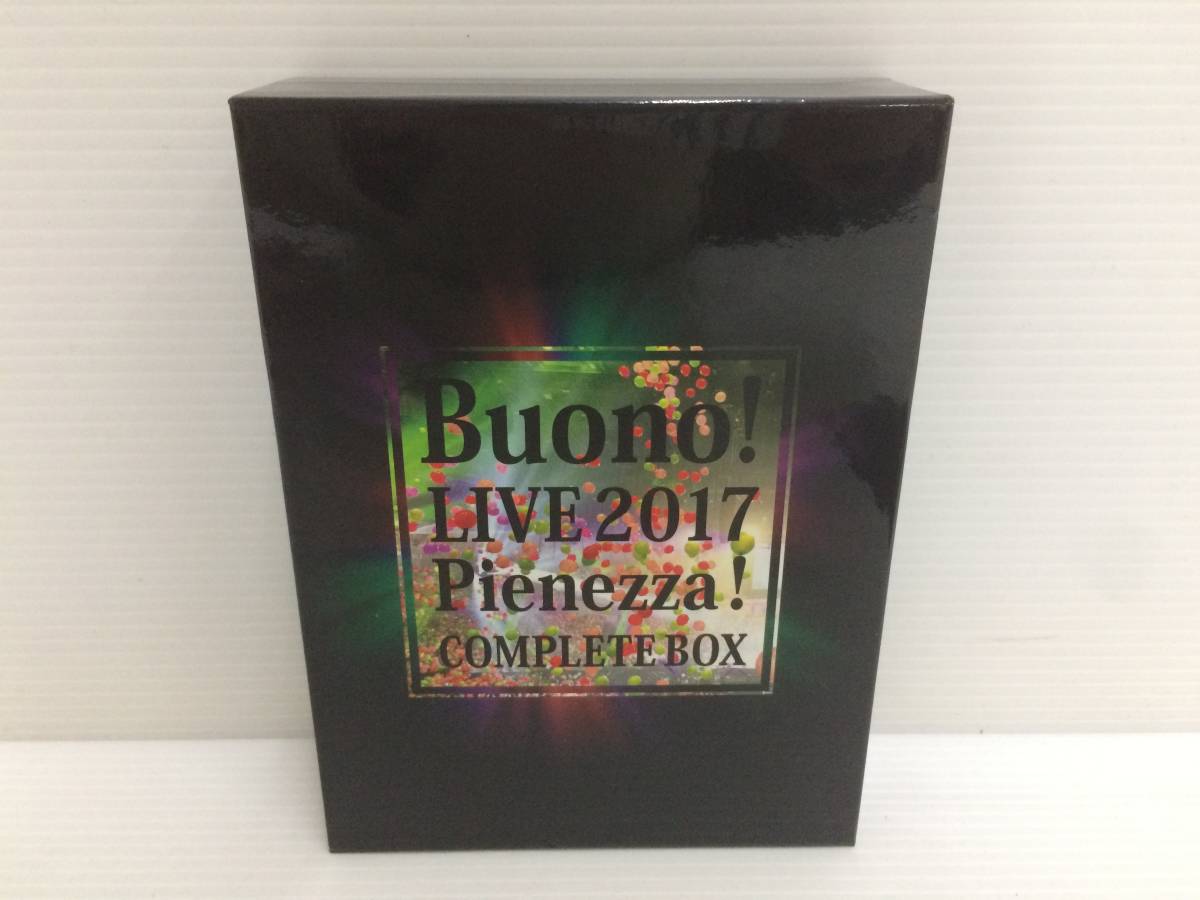 Buono!
LIVE 2017
Pienezza!
COMPLETE BOX